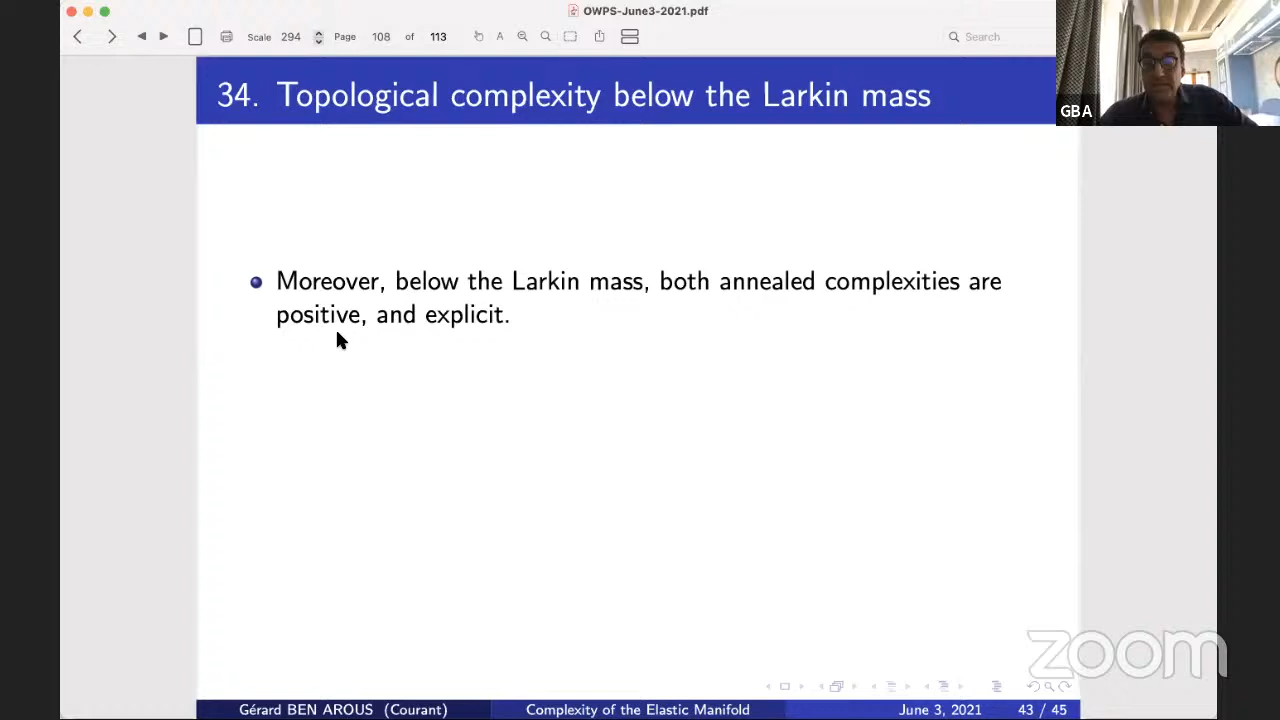 OWPS-June3-2021.pdf
Scale 294 Page 108 of 113 A Search
34. Topological complexity below the Larkin mass
GBA
Moreover, below the Larkin mass, both annealed complexities are
positive, and explicit.
zoom
Gérard BEN AROUS (Courant) Complexity of the Elastic Manifold June 3, 2021 43 / 45